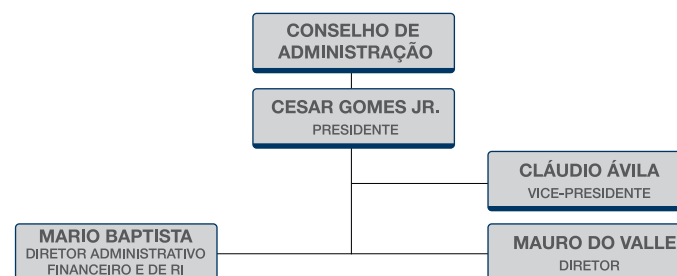 CONSELHO DE
ADMINISTRAÇÃO
CESAR GOMES JR.
PRESIDENTE
CLÁUDIO ÁVILA
VICE-PRESIDENTE
MARIO BAPTISTA
DIRETOR ADMINISTRATIVO
FINANCEIRO E DE RI
MAURO DO VALLE
DIRETOR